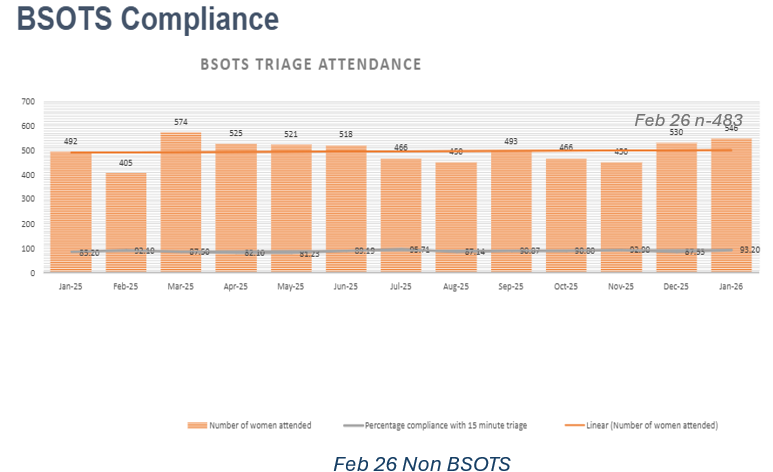 BSOTS Compliance
BSOTS TRIAGE ATTENDANCE
Feb 26 n-483
700
600
500
400
300
200
100
0
492
405
574
525
521
518
466
450
493
466
450
530
546
92.10
87.50
82.10
81.25
89.19
95.71
87.14
90.87
90.80
92.00
87.55
93.20
Jan-25
Feb-25
Mar-25
Apr-25
May-25
Jun-25
Jul-25
Aug-25
Sep-25
Oct-25
Nov-25
Dec-25
Jan-26
Number of women attended
Percentage compliance with 15 minute triage
Linear (Number of women attended)
Feb 26 Non BSOTS